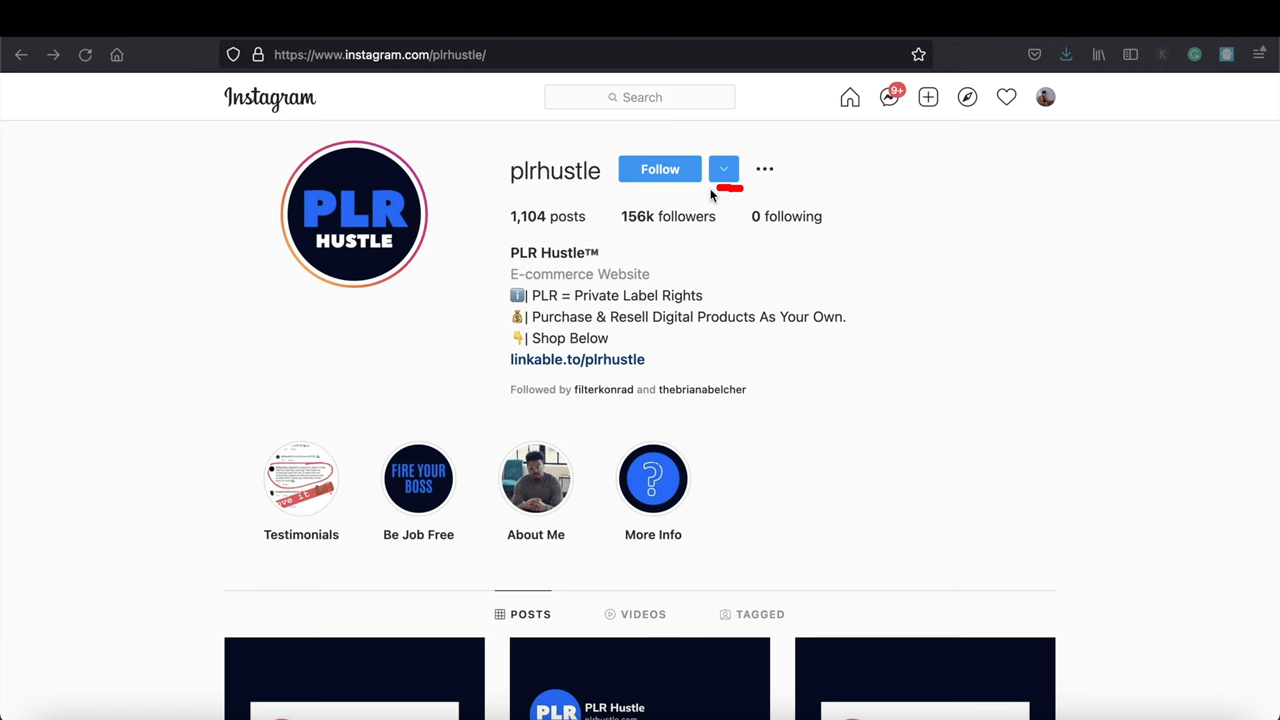 https://www.instagram.com/plrhustle/
Instagram
Search
9+
PLR
HUSTLE
plrhustle
Follow
1,104 posts 156k followers 0 following
PLR Hustle™
E-commerce Website
| PLR = Private Label Rights
| Purchase & Resell Digital Products As Your Own.
| Shop Below
linkable.to/plrhustle
Followed by filterkonrad and thebrianabelcher
FIRE YOUR
BOSS
?
Testimonials Be Job Free About Me More Info
POSTS VIDEOS TAGGED
PLR
PLR Hustle